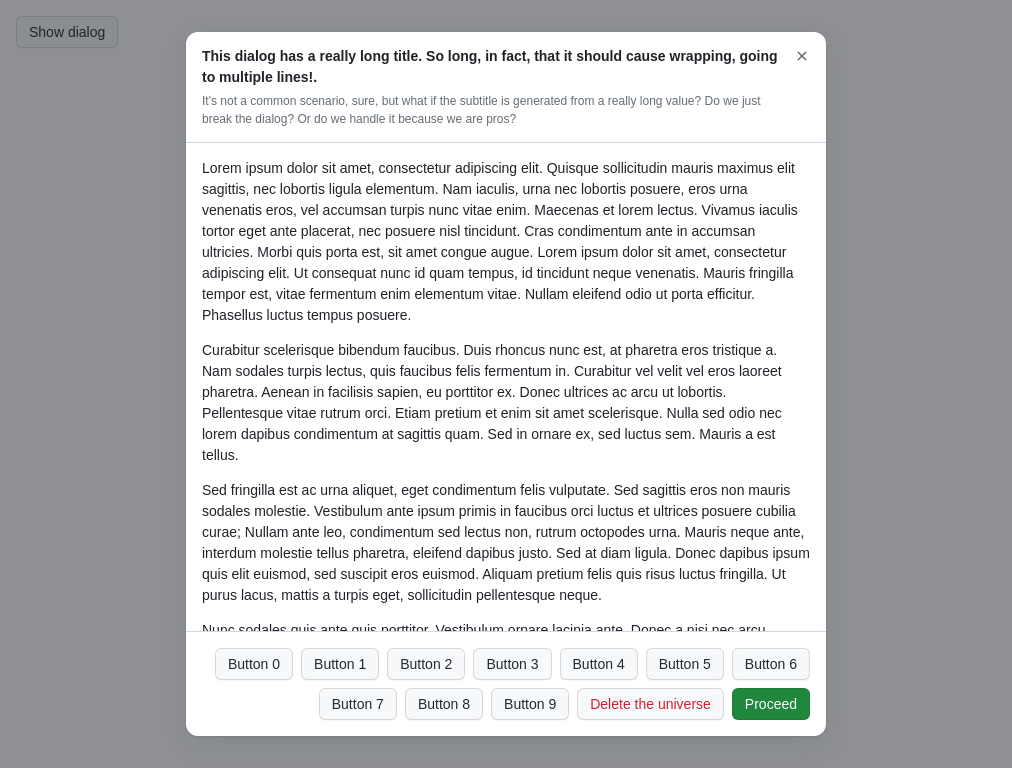 Show dialog
This dialog has a really long title. So long, in fact, that it should cause wrapping, going
to multiple lines!.
It's not a common scenario, sure, but what if the subtitle is generated from a really long value? Do we just
break the dialog? Or do we handle it because we are pros?
Lorem ipsum dolor sit amet, consectetur adipiscing elit. Quisque sollicitudin mauris maximus elit
sagittis, nec lobortis ligula elementum. Nam iaculis, urna nec lobortis posuere, eros urna
venenatis eros, vel accumsan turpis nunc vitae enim. Maecenas et lorem lectus. Vivamus iaculis
tortor eget ante placerat, nec posuere nisl tincidunt. Cras condimentum ante in accumsan
ultricies. Morbi quis porta est, sit amet congue augue. Lorem ipsum dolor sit amet, consectetur
adipiscing elit. Ut consequat nunc id quam tempus, id tincidunt neque venenatis. Mauris fringilla
tempor est, vitae fermentum enim elementum vitae. Nullam eleifend odio ut porta efficitur.
Phasellus luctus tempus posuere.
Curabitur scelerisque bibendum faucibus. Duis rhoncus nunc est, at pharetra eros tristique a.
Nam sodales turpis lectus, quis faucibus felis fermentum in. Curabitur vel velit vel eros laoreet
pharetra. Aenean in facilisis sapien, eu porttitor ex. Donec ultrices ac arcu ut lobortis.
Pellentesque vitae rutrum orci. Etiam pretium et enim sit amet scelerisque. Nulla sed odio nec
lorem dapibus condimentum at sagittis quam. Sed in ornare ex, sed luctus sem. Mauris a est
tellus.
Sed fringilla est ac urna aliquet, eget condimentum felis vulputate. Sed sagittis eros non mauris
sodales molestie. Vestibulum ante ipsum primis in faucibus orci luctus et ultrices posuere cubilia
curae; Nullam ante leo, condimentum sed lectus non, rutrum octopodes urna. Mauris neque ante,
interdum molestie tellus pharetra, eleifend dapibus justo. Sed at diam ligula. Donec dapibus ipsum
quis elit euismod, sed suscipit eros euismod. Aliquam pretium felis quis risus luctus fringilla. Ut
purus lacus, mattis a turpis eget, sollicitudin pellentesque neque.
Nunc sodales quis ante quis porttitor. Vestibulum ornare lacinia ante. Donec a nisi nec arcu
Button 0 Button 1 Button 2 Button 3 Button 4 Button 5 Button 6
Button 7 Button 8 Button 9 Delete the universe Proceed